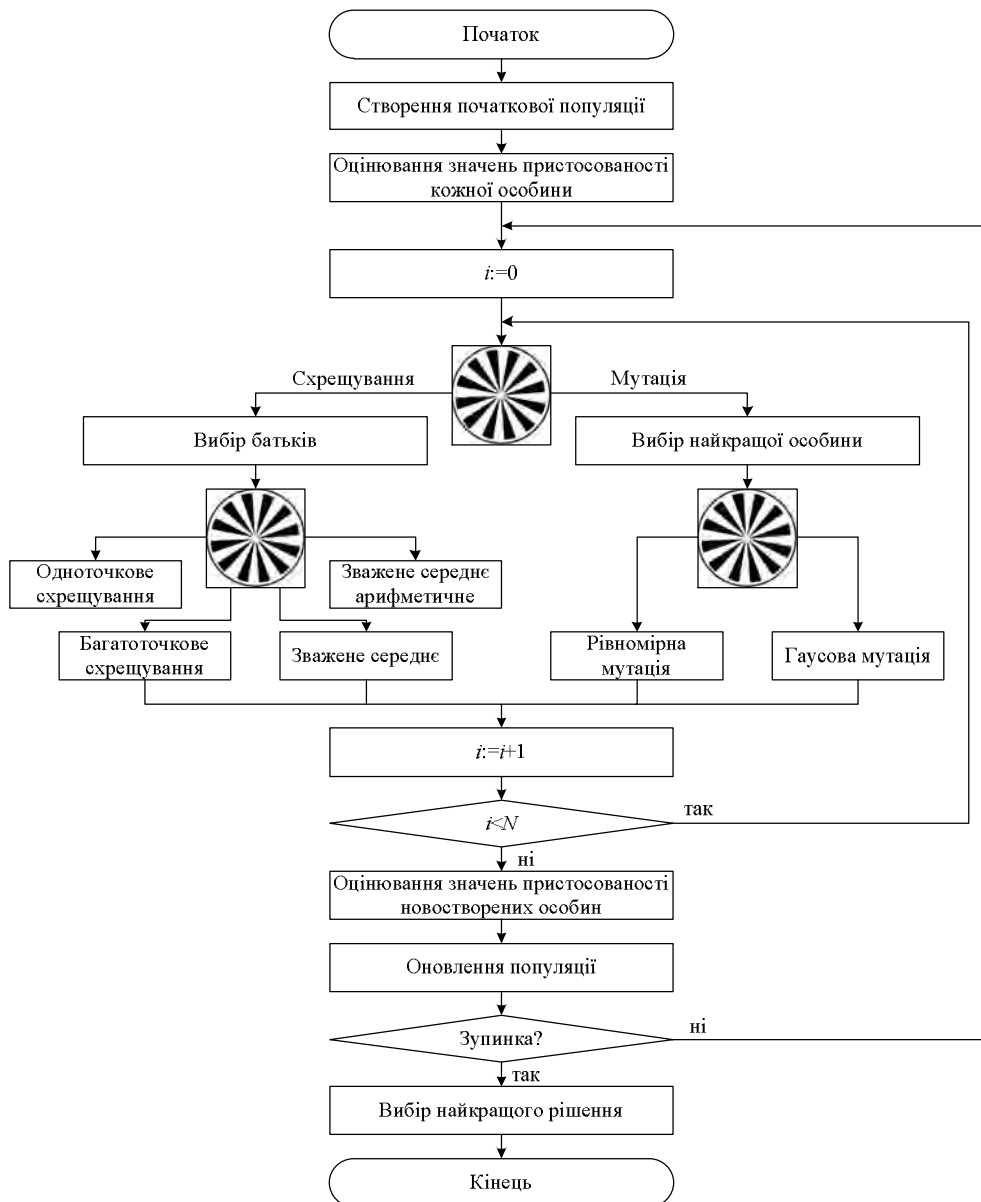 Початок
Створення початкової популяції
Оцінювання значень пристосованості
кожної особини
i:=0
Схрещування
Мутація
Вибір батьків
Вибір найкращої особини
Одноточкове
схрещування
Зважене середнє
арифметичне
Багатоточкове
схрещування
Зважене середнє
Рівномірна
мутація
Гаусова мутація
i:=i+1
i<N
так
ні
Оцінювання значень пристосованості
новостворених особин
Оновлення популяції
Зупинка?
ні
так
Вибір найкращого рішення
Кінець